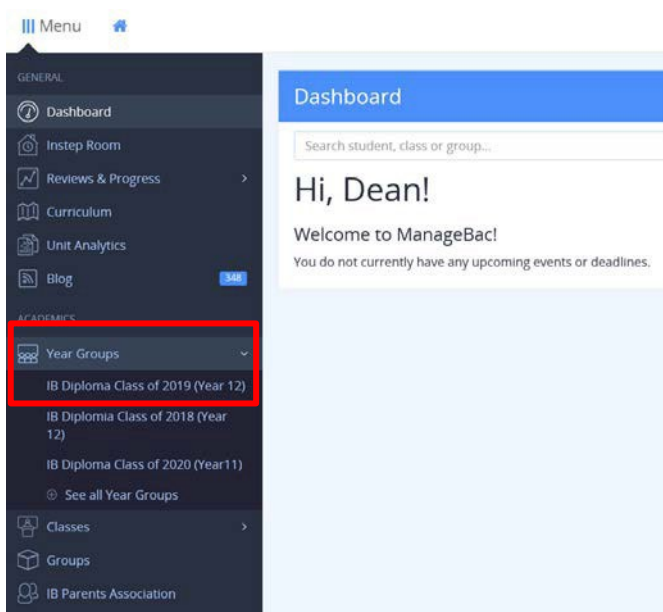 Menu
GENERAL
Dashboard
Instep Room
Reviews & Progress
Curriculum
Unit Analytics
Blog 348
ACADEMICS
Year Groups
IB Diploma Class of 2019 (Year 12)
IB Diplomia Class of 2018 (Year
12)
IB Diploma Class of 2020 (Year11)
See all Year Groups
Classes
Groups
IB Parents Association
Dashboard
Search student, class or group...
Hi, Dean!
Welcome to ManageBac!
You do not currently have any upcoming events or deadlines.